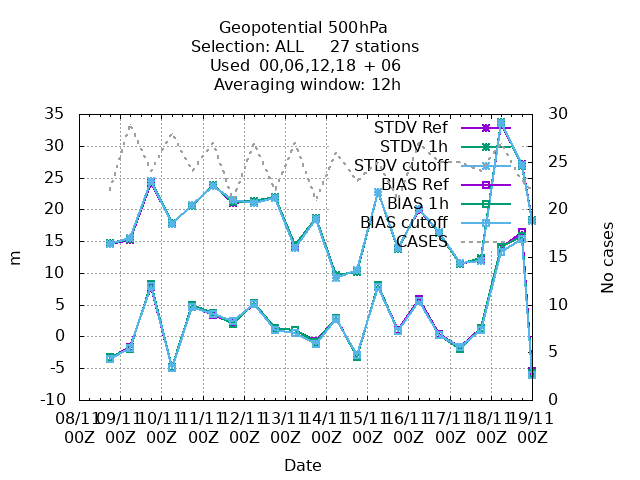 Geopotential 500hPa
Selection: ALL 27 stations
Used 00,06,12,18 + 06
Averaging window: 12h
35
30
25
20
15
10
5
0
-5
-10
30
25
20
15
10
5
0
m
No cases
STDV Ref
STDV 1h
STDV cutoff
BIAS Ref
BIAS 1h
BIAS cutoff
CASES
08/11 09/11 10/11 11/11 12/11 13/11 14/11 15/11 16/11 17/11 18/11 19/11
00Z 00Z 00Z 00Z 00Z 00Z 00Z 00Z 00Z 00Z 00Z 00Z
Date